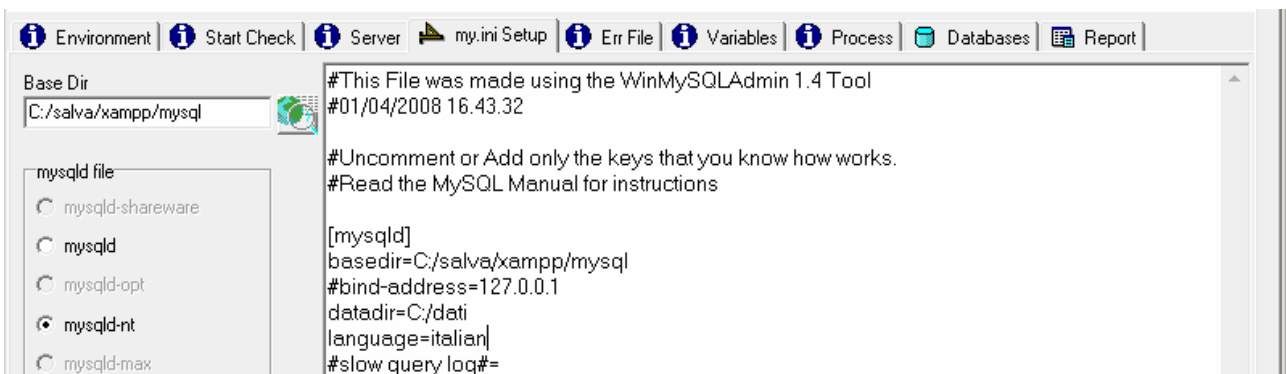 Environment Start Check Server my.ini Setup Err File Variables Process Databases Report
Base Dir
C:/salva/xampp/mysql
mysqld file
mysqld-shareware
mysqld
mysqld-opt
mysqld-nt
mysqld-max
#This File was made using the WinMySQLAdmin 1.4 Tool
#01/04/2008 16.43.32
#Uncomment or Add only the keys that you know how works.
#Read the MySQL Manual for instructions
[mysqld]
basedir=C:/salva/xampp/mysql
#bind-address=127.0.0.1
datadir=C:/dati
language=italian
#slow query log#=